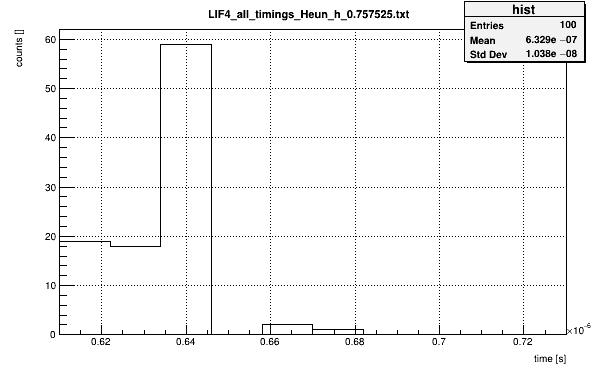 LIF4_all_timings_Heun_h_0.757525.txt
hist
Entries 100
Mean 6.329e −07
Std Dev 1.038e −08
counts []
60
50
40
30
20
10
0
0.62 0.64 0.66 0.68 0.7 0.72
×10⁻⁶
time [s]